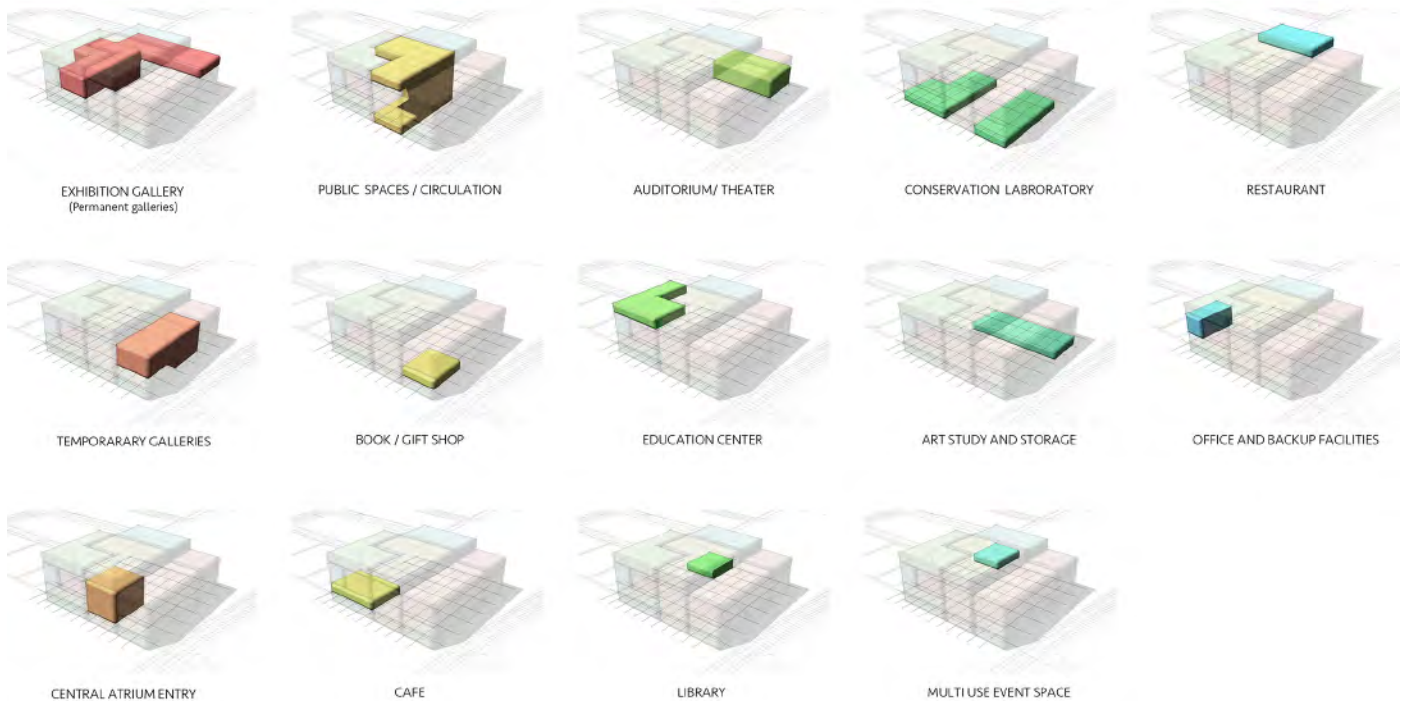 EXHIBITION GALLERY
(Permanent galleries)
PUBLIC SPACES / CIRCULATION
AUDITORIUM/ THEATER
CONSERVATION LABRORATORY
RESTAURANT
TEMPORARARY GALLERIES
BOOK / GIFT SHOP
EDUCATION CENTER
ART STUDY AND STORAGE
OFFICE AND BACKUP FACILITIES
CENTRAL ATRIUM ENTRY
CAFE
LIBRARY
MULTI USE EVENT SPACE